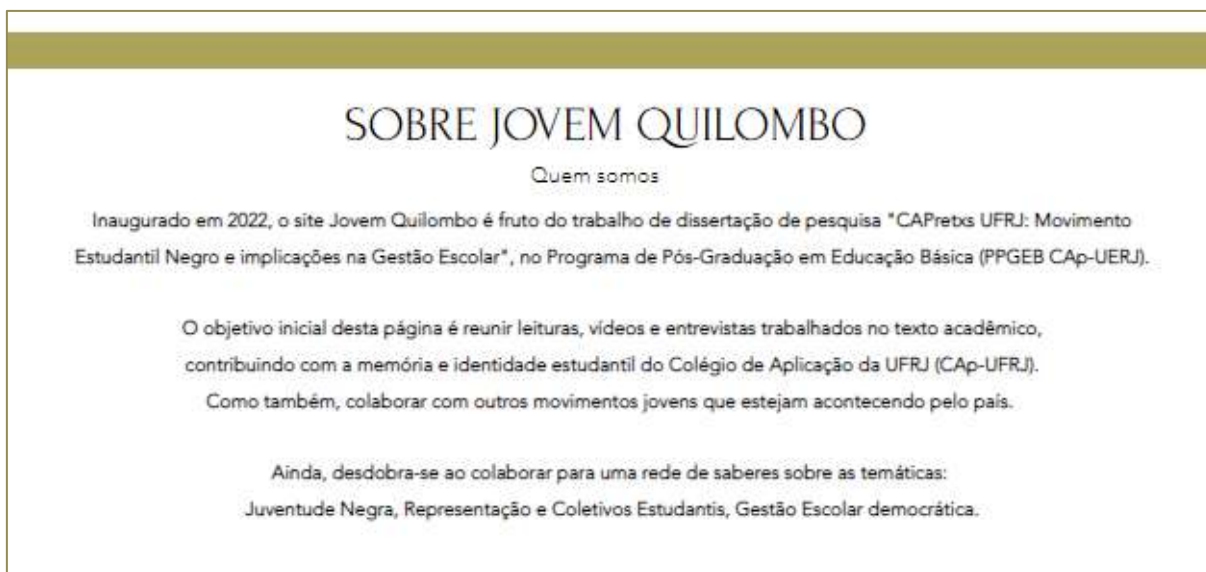 SOBRE JOVEM QUILOMBO
Quem somos
Inaugurado em 2022, o site Jovem Quilombo é fruto do trabalho de dissertação de pesquisa "CAPretxs UFRJ: Movimento
Estudantil Negro e implicações na Gestão Escolar", no Programa de Pós-Graduação em Educação Básica (PPGEB CAp-UERJ).
O objetivo inicial desta página é reunir leituras, vídeos e entrevistas trabalhados no texto acadêmico,
contribuindo com a memória e identidade estudantil do Colégio de Aplicação da UFRJ (CAp-UFRJ).
Como também, colaborar com outros movimentos jovens que estejam acontecendo pelo país.
Ainda, desdobra-se ao colaborar para uma rede de saberes sobre as temáticas:
Juventude Negra, Representação e Coletivos Estudantis, Gestão Escolar democrática.